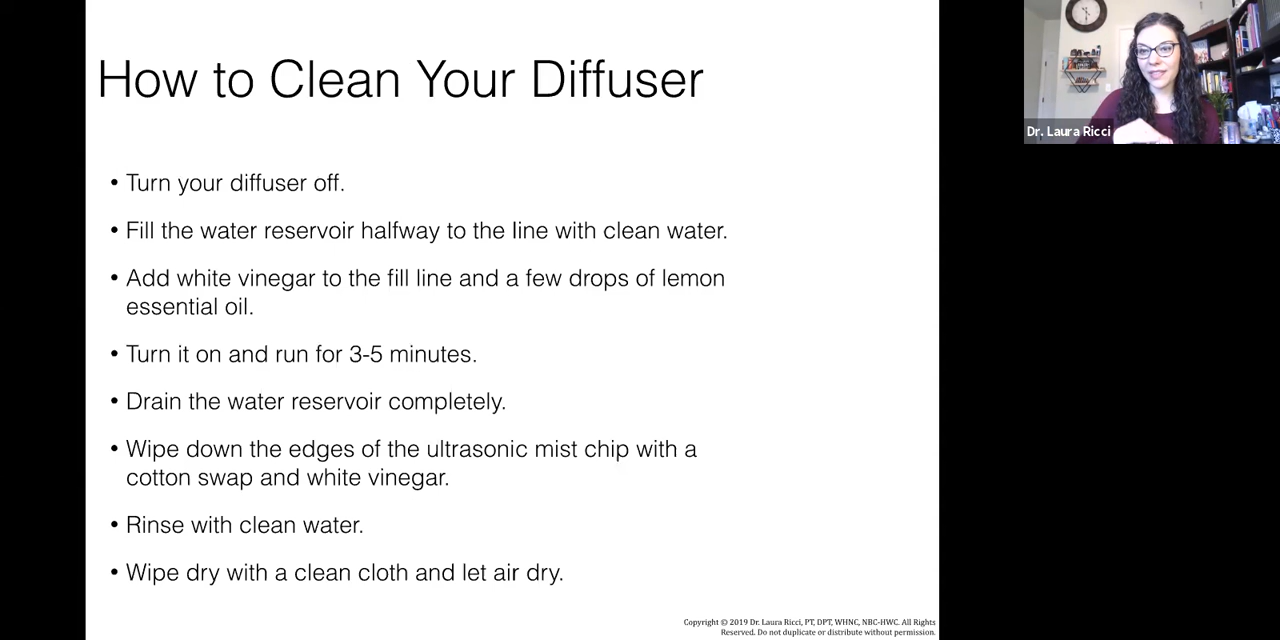 How to Clean Your Diffuser
• Turn your diffuser off.
• Fill the water reservoir halfway to the line with clean water.
• Add white vinegar to the fill line and a few drops of lemon
essential oil.
• Turn it on and run for 3-5 minutes.
• Drain the water reservoir completely.
• Wipe down the edges of the ultrasonic mist chip with a
cotton swap and white vinegar.
• Rinse with clean water.
• Wipe dry with a clean cloth and let air dry.
Copyright © 2019 Dr. Laura Ricci, PT, DPT, WHNC, NBC-HWC. All Rights
Reserved. Do not duplicate or distribute without permission.
Dr. Laura Ricci